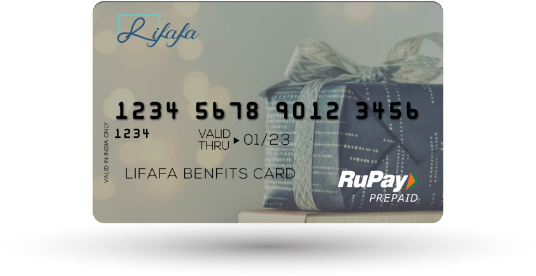 Lifafa
1234 5678 9012 3456
1234
VALID
THRU
01/23
VALID IN INDIA ONLY
LIFAFA BENFITS CARD
RuPay
PREPAID